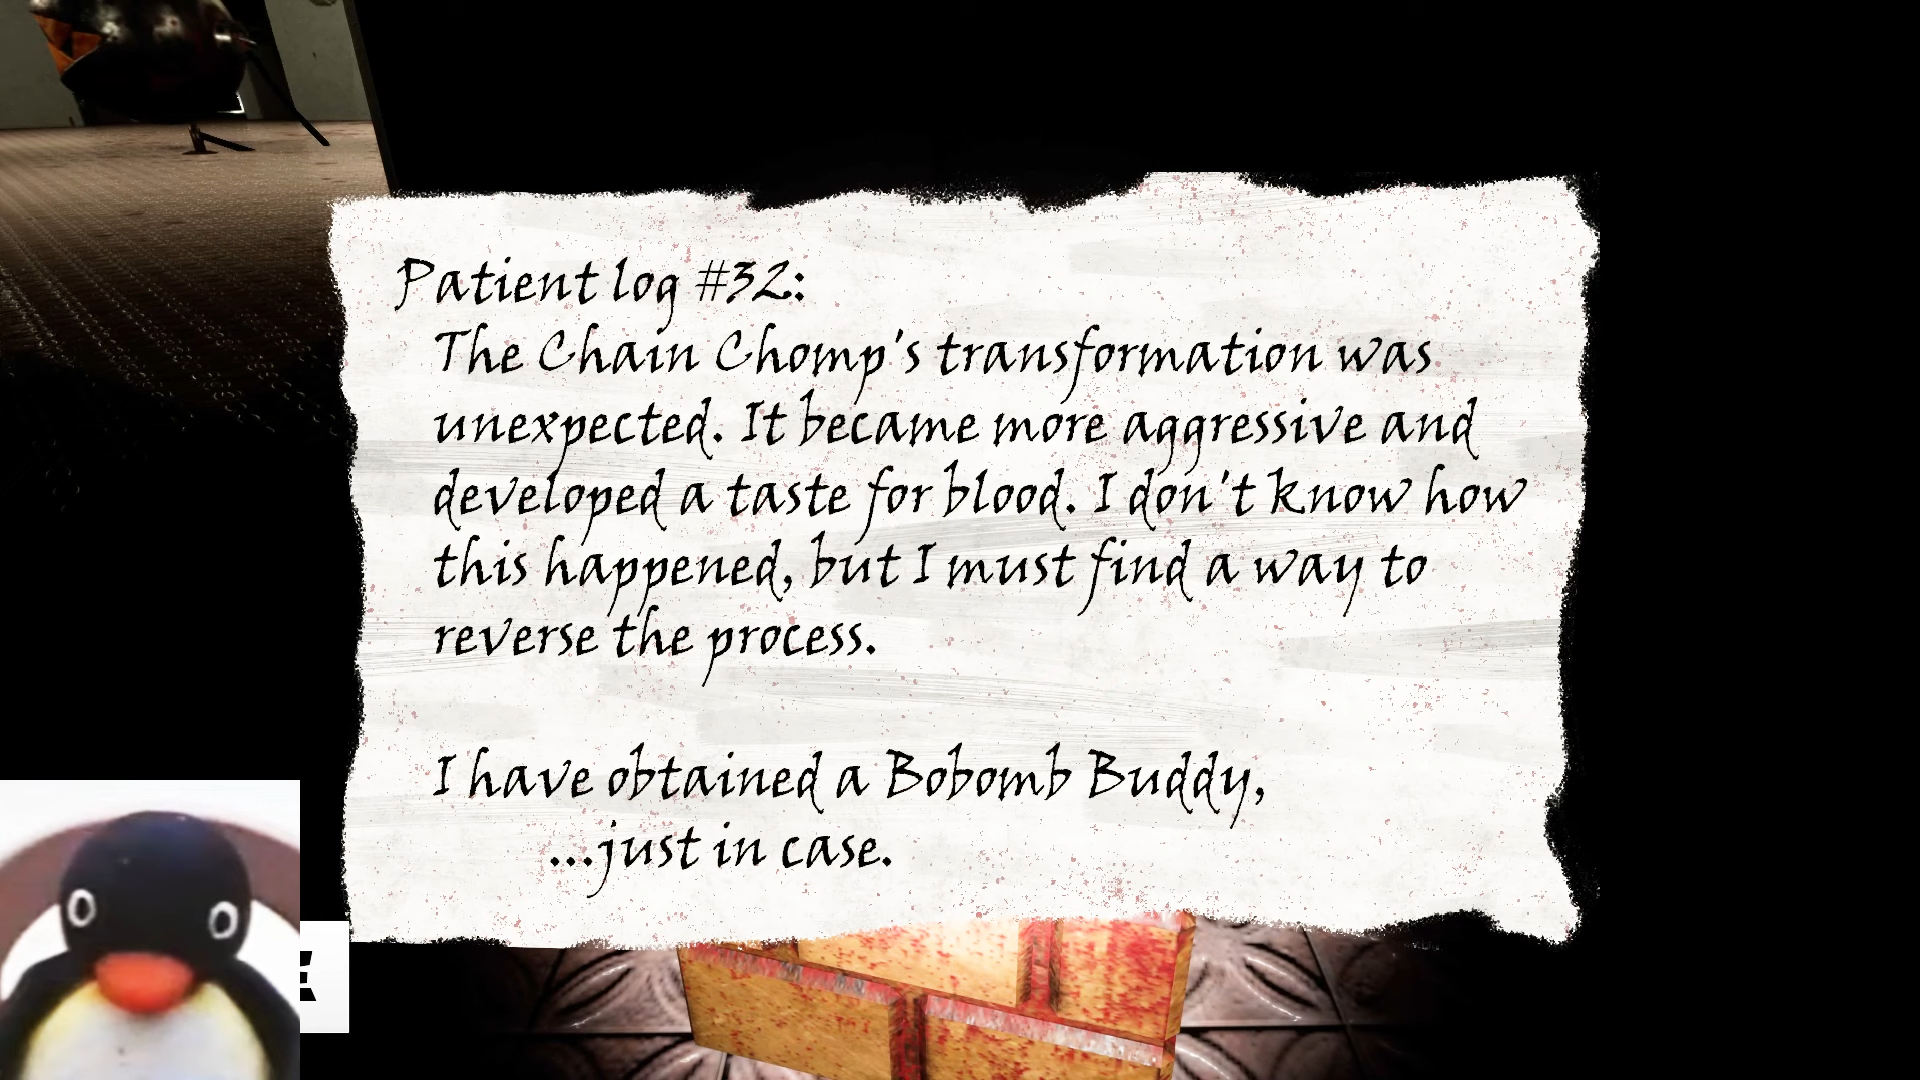 Patient log #32:
The Chain Chomp's transformation was
unexpected. It became more aggressive and
developed a taste for blood. I don't know how
this happened, but I must find a way to
reverse the process.
I have obtained a Bobomb Buddy,
...just in case.